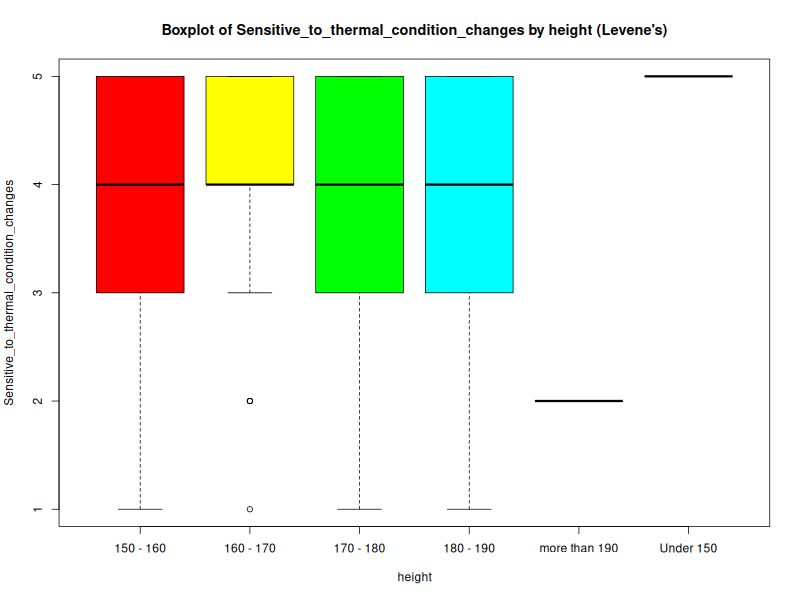 Boxplot of Sensitive_to_thermal_condition_changes by height (Levene's)
Sensitive_to_thermal_condition_changes
5
4
3
2
1
150 - 160
160 - 170
170 - 180
180 - 190
more than 190
Under 150
height